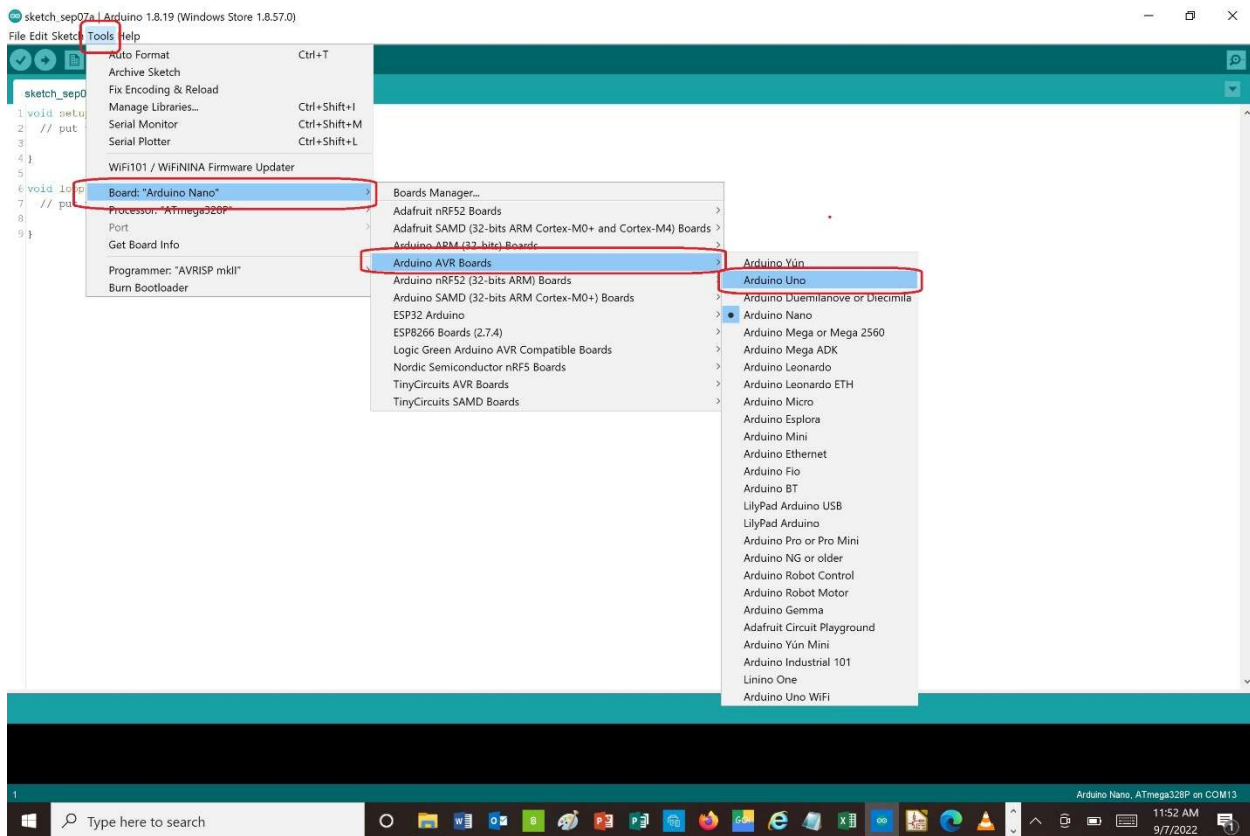 sketch_sep07a | Arduino 1.8.19 (Windows Store 1.8.57.0)
File Edit Sketch Tools Help
sketch_sep0
Auto Format Ctrl+T
Archive Sketch
Fix Encoding & Reload
Manage Libraries... Ctrl+Shift+I
Serial Monitor Ctrl+Shift+M
Serial Plotter Ctrl+Shift+L
WiFi101 / WiFiNINA Firmware Updater
Board: "Arduino Nano"
Processor: "ATmega328P"
Port
Get Board Info
Programmer: "AVRISP mkII"
Burn Bootloader
1 void setu
2 // put
3
4 }
5
6 void loop
7 // pu
8
9 }
Boards Manager...
Adafruit nRF52 Boards
Adafruit SAMD (32-bits ARM Cortex-M0+ and Cortex-M4) Boards
Arduino ARM (32-bits) Boards
Arduino AVR Boards
Arduino nRF52 (32-bits ARM) Boards
Arduino SAMD (32-bits ARM Cortex-M0+) Boards
ESP32 Arduino
ESP8266 Boards (2.7.4)
Logic Green Arduino AVR Compatible Boards
Nordic Semiconductor nRF5 Boards
TinyCircuits AVR Boards
TinyCircuits SAMD Boards
Arduino Yún
Arduino Uno
Arduino Duemilanove or Diecimila
Arduino Nano
Arduino Mega or Mega 2560
Arduino Mega ADK
Arduino Leonardo
Arduino Leonardo ETH
Arduino Micro
Arduino Esplora
Arduino Mini
Arduino Ethernet
Arduino Fio
Arduino BT
LilyPad Arduino USB
LilyPad Arduino
Arduino Pro or Pro Mini
Arduino NG or older
Arduino Robot Control
Arduino Robot Motor
Arduino Gemma
Adafruit Circuit Playground
Arduino Yún Mini
Arduino Industrial 101
Linino One
Arduino Uno WiFi
1 Arduino Nano, ATmega328P on COM13
Type here to search
11:52 AM
9/7/2022